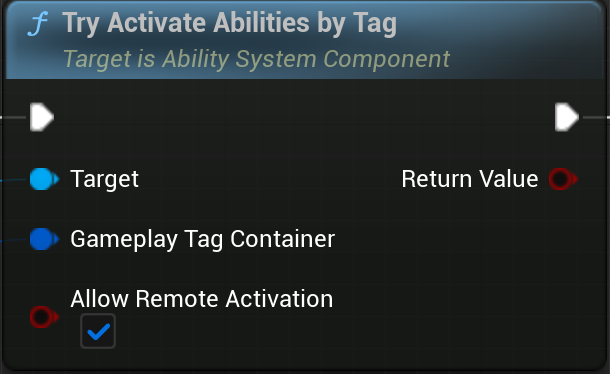 f Try Activate Abilities by Tag
Target is Ability System Component
Target Return Value
Gameplay Tag Container
Allow Remote Activation